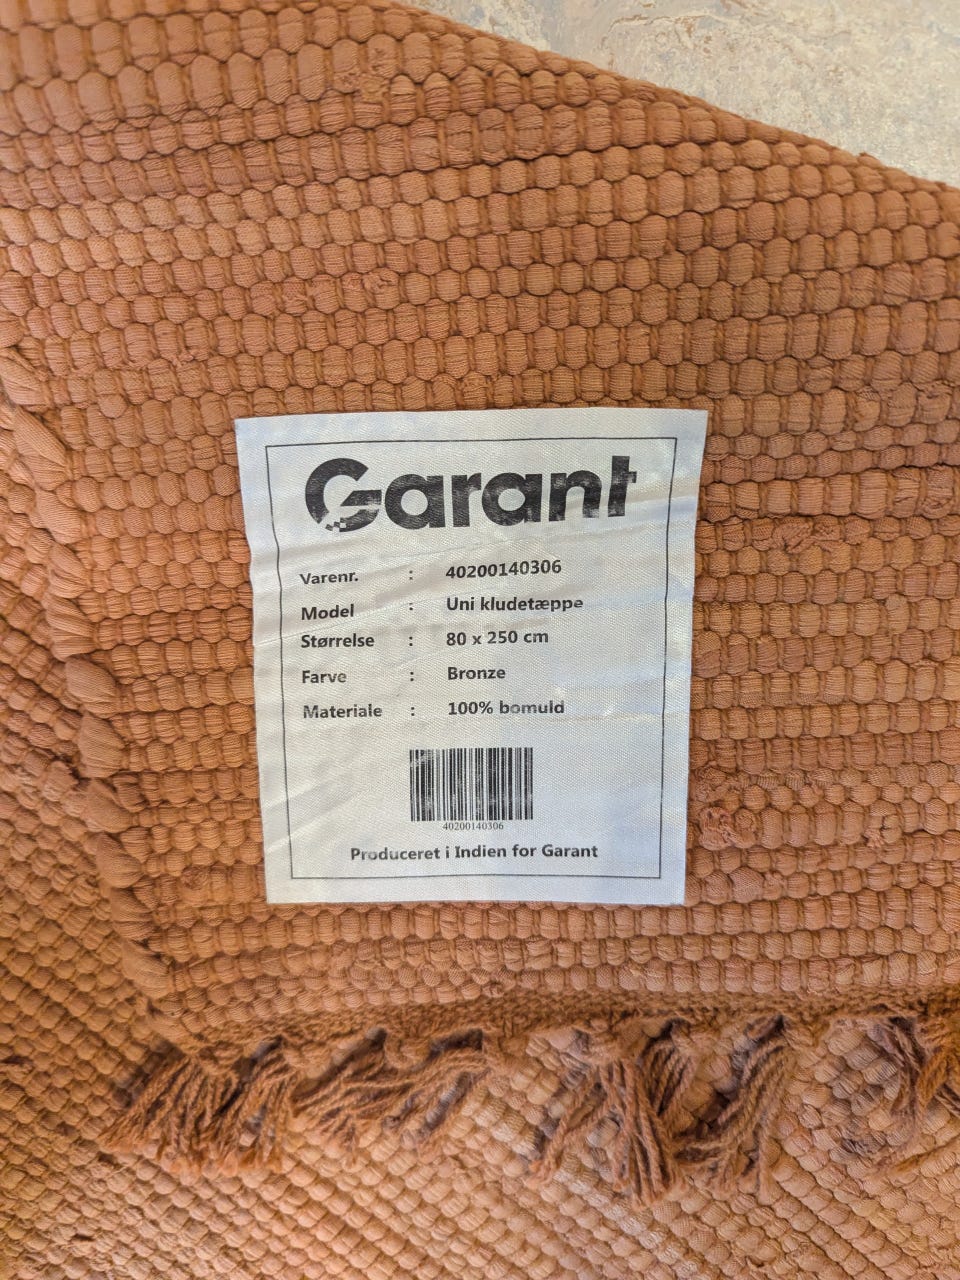 Garant
Varenr. : 40200140306
Model : Uni kludetæppe
Størrelse : 80 x 250 cm
Farve : Bronze
Materiale : 100% bomuld
40200140306
Produceret i Indien for Garant